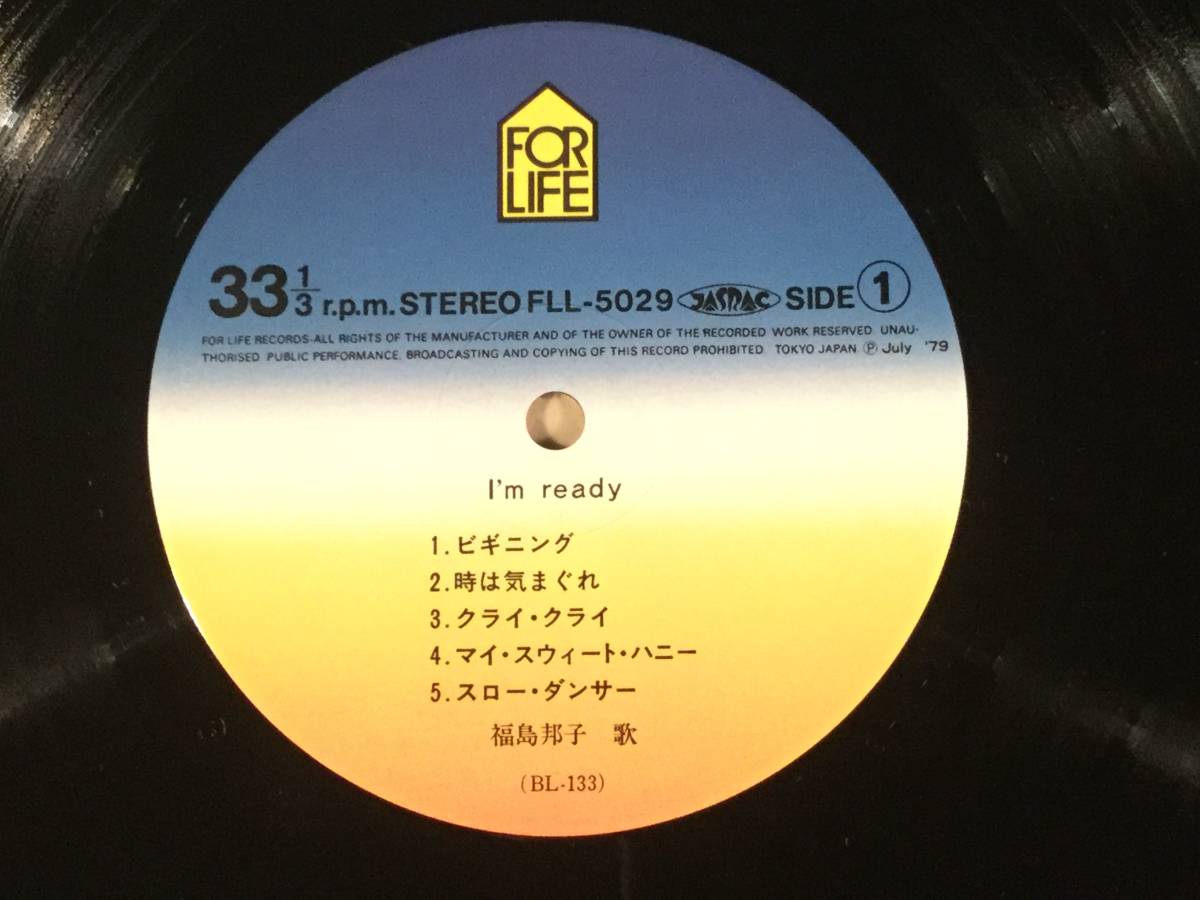 FOR
LIFE
33 1/3 r.p.m. STEREO FLL-5029 JASRAC SIDE 1
FOR LIFE RECORDS-ALL RIGHTS OF THE MANUFACTURER AND OF THE OWNER OF THE RECORDED WORK RESERVED. UNAU-
THORISED PUBLIC PERFORMANCE. BROADCASTING AND COPYING OF THIS RECORD PROHIBITED. TOKYO JAPAN Ⓟ July '79
I'm ready
1.ビギニング
2.時は気まぐれ
3.クライ・クライ
4.マイ・スウィート・ハニー
5.スロー・ダンサー
福島邦子 歌
(BL-133)